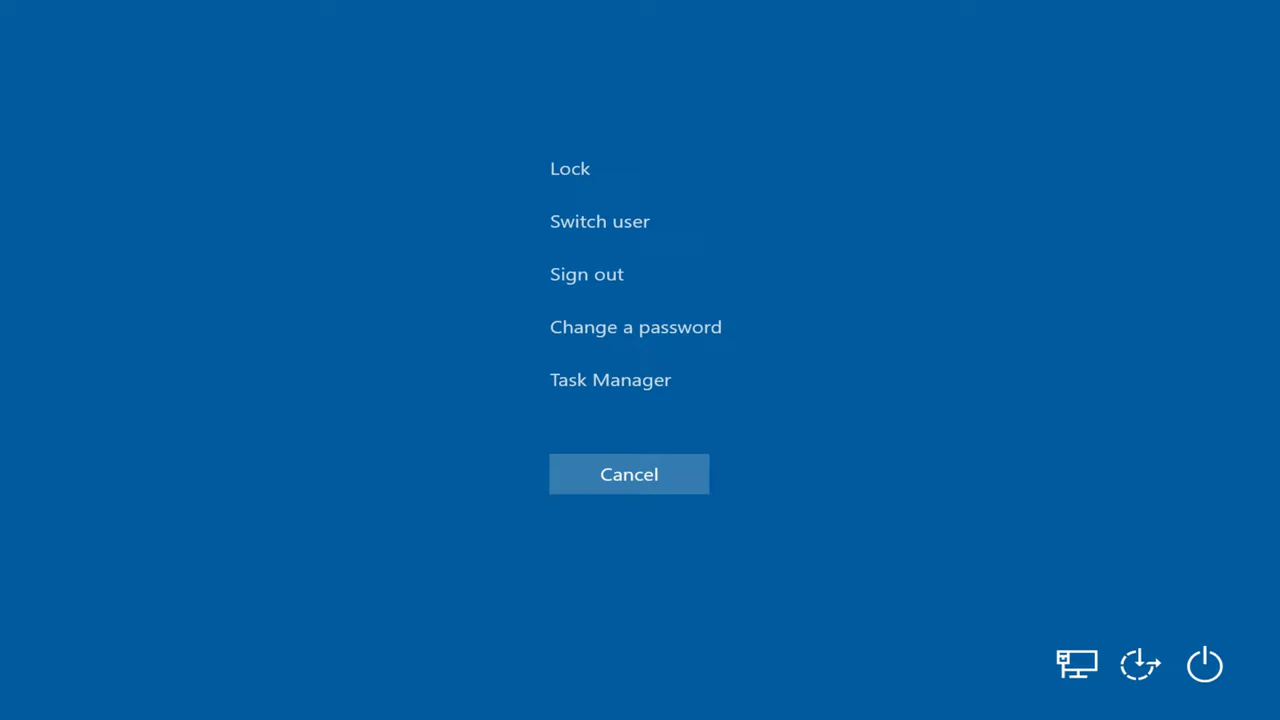 Lock
Switch user
Sign out
Change a password
Task Manager
Cancel